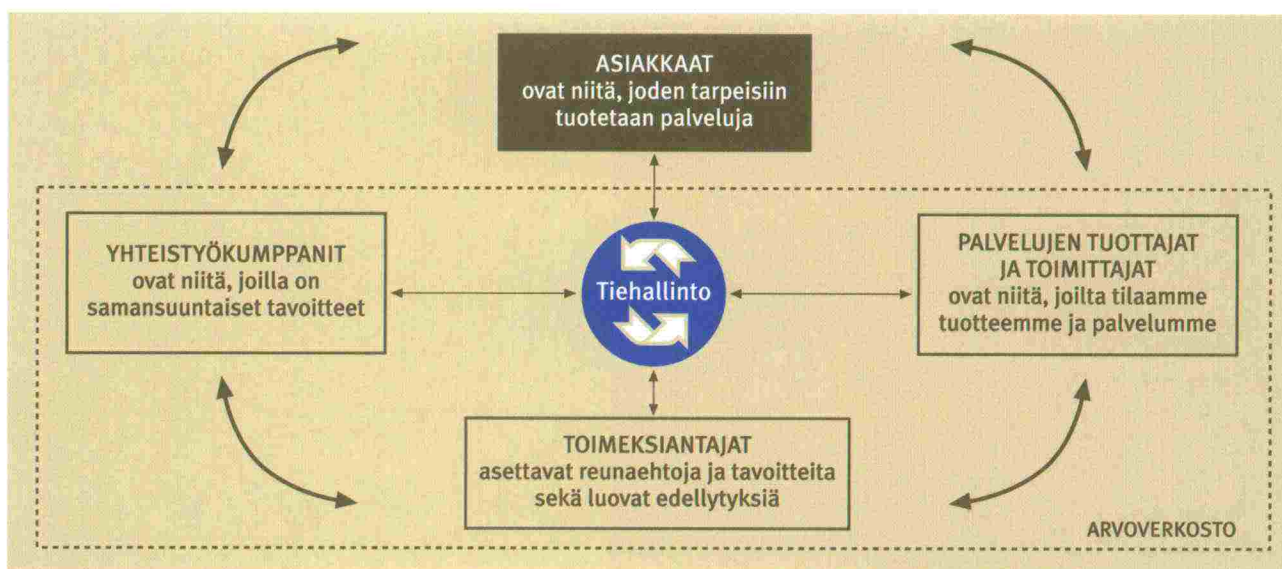 ASIAKKAAT
ovat niitä, joden tarpeisiin
tuotetaan palveluja
YHTEISTYÖKUMPPANIT
ovat niitä, joilla on
samansuuntaiset tavoitteet
Tiehallinto
PALVELUJEN TUOTTAJAT
JA TOIMITTAJAT
ovat niitä, joilta tilaamme
tuotteemme ja palvelumme
TOIMEKSIANTAJAT
asettavat reunaehtoja ja tavoitteita
sekä luovat edellytyksiä
ARVOVERKOSTO